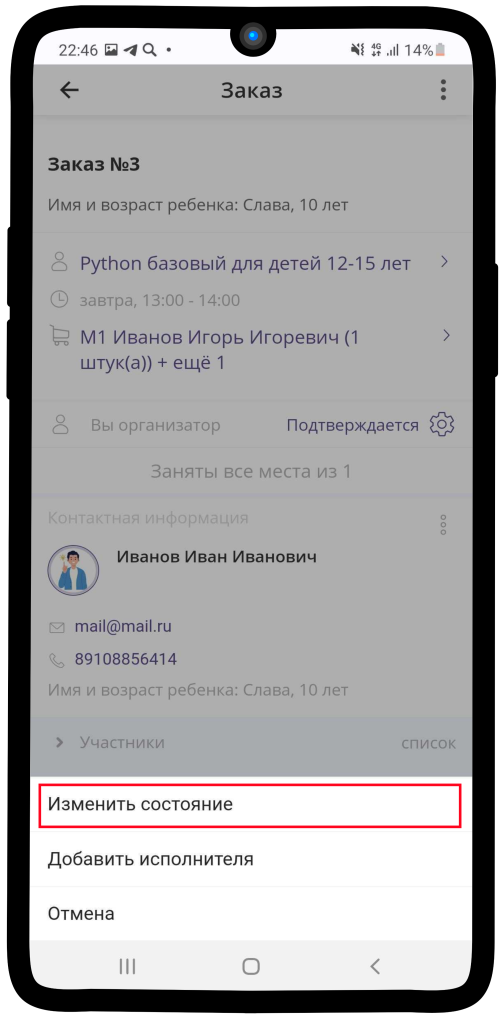 22:46 4G 14%
Заказ
Заказ №3
Имя и возраст ребенка: Слава, 10 лет
Python базовый для детей 12-15 лет
завтра, 13:00 - 14:00
М1 Иванов Игорь Игоревич (1
штук(а)) + ещё 1
Вы организатор Подтверждается
Заняты все места из 1
Контактная информация
Иванов Иван Иванович
mail@mail.ru
89108856414
Имя и возраст ребенка: Слава, 10 лет
Участники список
Изменить состояние
Добавить исполнителя
Отмена